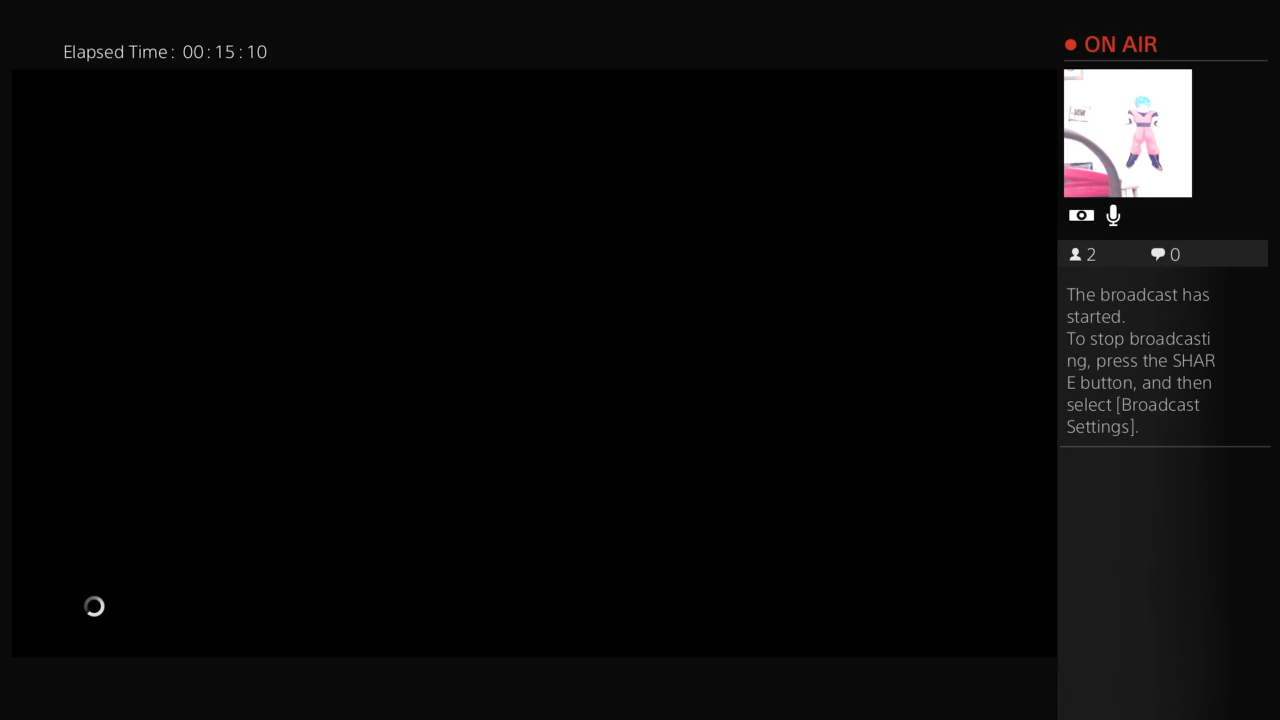 Elapsed Time: 00:15:10
ON AIR
2
0
The broadcast has
started.
To stop broadcasti
ng, press the SHAR
E button, and then
select [Broadcast
Settings].